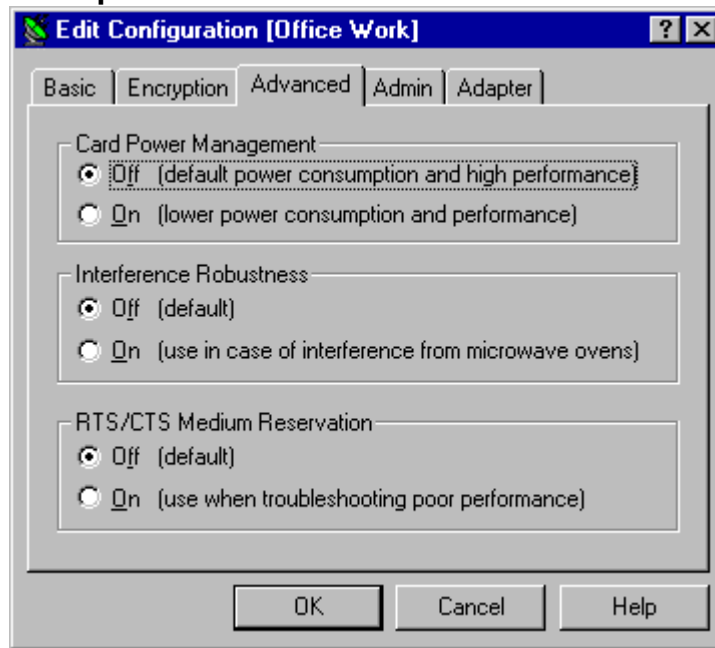 Edit Configuration [Office Work]
Basic Encryption Advanced Admin Adapter
Card Power Management
Off (default power consumption and high performance)
On (lower power consumption and performance)
Interference Robustness
Off (default)
On (use in case of interference from microwave ovens)
RTS/CTS Medium Reservation
Off (default)
On (use when troubleshooting poor performance)
OK Cancel Help